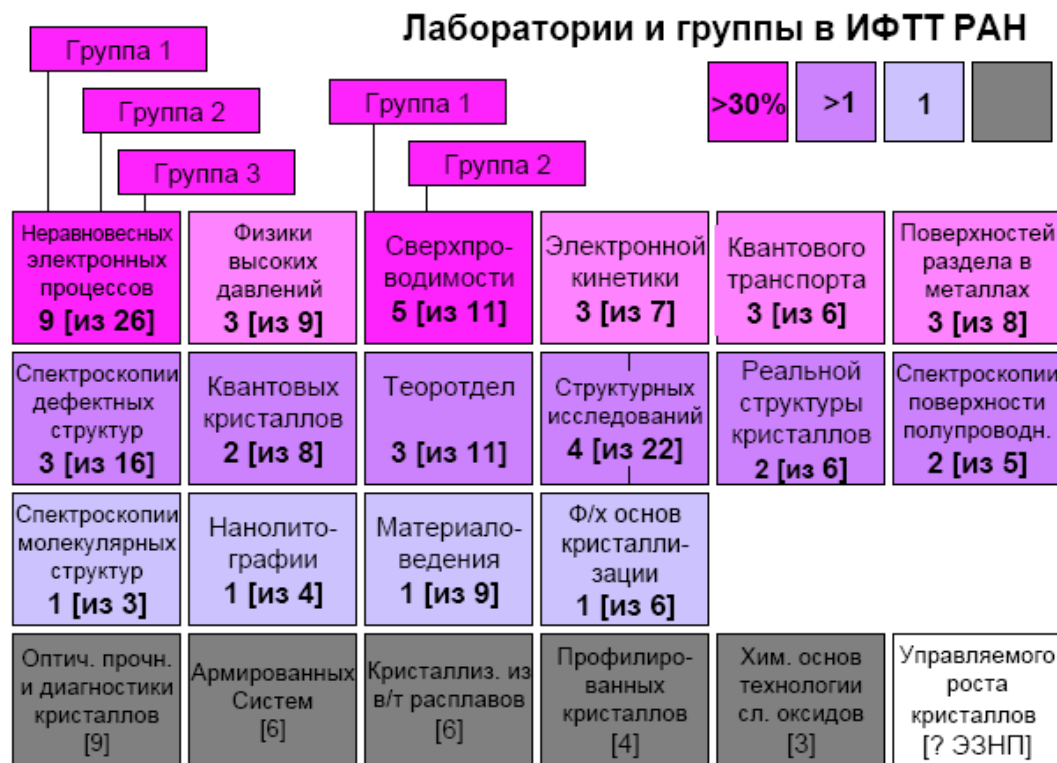 Лаборатории и группы в ИФТТ РАН
Группа 1
Группа 2
Группа 3
Группа 1
Группа 2
>30%
>1
1
Неравновесных
электронных
процессов
9 [из 26]
Физики
высоких
давлений
3 [из 9]
Сверхпро-
водимости
5 [из 11]
Электронной
кинетики
3 [из 7]
Квантового
транспорта
3 [из 6]
Поверхностей
раздела в
металлах
3 [из 8]
Спектроскопии
дефектных
структур
3 [из 16]
Квантовых
кристаллов
2 [из 8]
Теоротдел
3 [из 11]
Структурных
исследований
4 [из 22]
Реальной
структуры
кристаллов
2 [из 6]
Спектроскопии
поверхности
полупроводн.
2 [из 5]
Спектроскопии
молекулярных
структур
1 [из 3]
Нанолито-
графии
1 [из 4]
Материало-
ведения
1 [из 9]
Ф/х основ
кристалли-
зации
1 [из 6]
Оптич. прочн.
и диагностики
кристаллов
[9]
Армированных
Систем
[6]
Кристаллиз. из
в/т расплавов
[6]
Профилиро-
ванных
кристаллов
[4]
Хим. основ
технологии
сл. оксидов
[3]
Управляемого
роста
кристаллов
[? ЭЗНП]